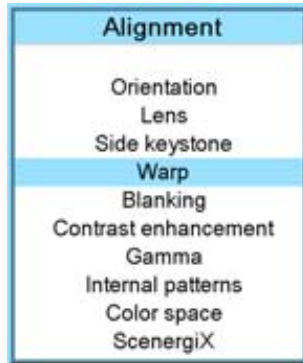 Alignment
Orientation
Lens
Side keystone
Warp
Blanking
Contrast enhancement
Gamma
Internal patterns
Color space
ScenergiX